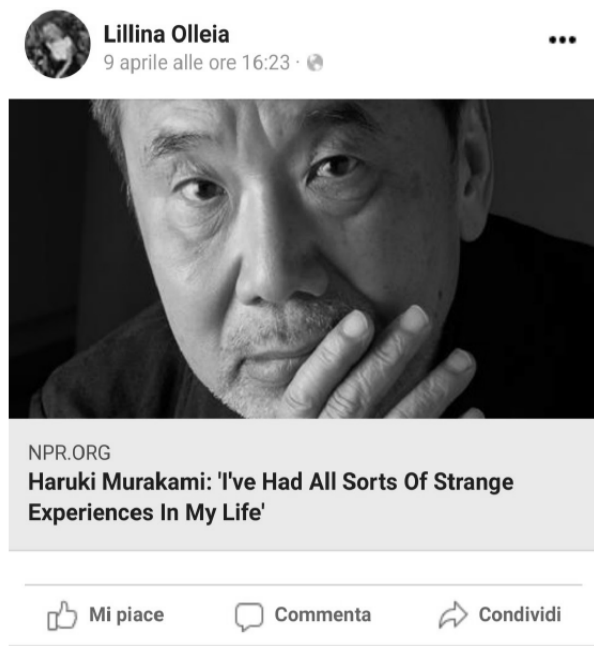 Lillina Olleia
9 aprile alle ore 16:23 ·
NPR.ORG
Haruki Murakami: 'I've Had All Sorts Of Strange
Experiences In My Life'
Mi piace Commenta Condividi